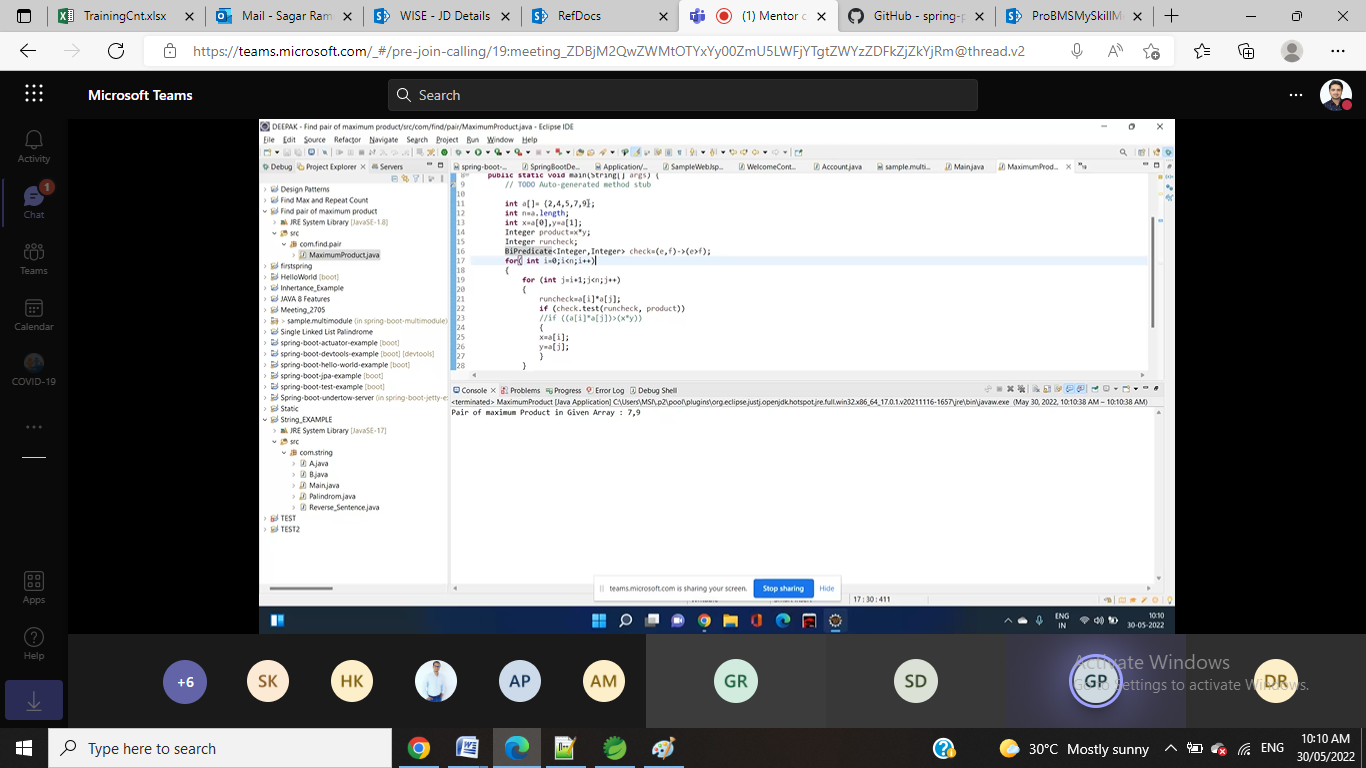 TrainingCnt.xlsx
Mail - Sagar Ram
WISE - JD Details
RefDocs
(1) Mentor c
GitHub - spring-p
ProBMSMySkillM
https://teams.microsoft.com/_#/pre-join-calling/19:meeting_ZDBjM2QwZWMtOTYxYy00ZmU5LWFjYTgtZWYzZDFkZjZkYjRm@thread.v2
Microsoft Teams
Search
Activity
1
Chat
Teams
Calendar
COVID-19
Apps
Help
DEEPAK - Find pair of maximum product/src/com/find/pair/MaximumProduct.java - Eclipse IDE
File Edit Source Refactor Navigate Search Project Run Window Help
Debug Project Explorer Servers
spring-boot-... SpringBootDe... Application/... SampleWebJsp... WelcomeCont... Account.java sample.multi... Main.java MaximumProd...
Design Patterns
Find Max and Repeat Count
Find pair of maximum product
JRE System Library [JavaSE-1.8]
src
com.find.pair
MaximumProduct.java
firstspring
HelloWorld [boot]
Inhertance_Example
JAVA 8 Features
Meeting_2705
> sample.multimodule (in spring-boot-multimodule)
Single Linked List Palindrome
spring-boot-actuator-example [boot]
spring-boot-devtools-example [boot] [devtools]
spring-boot-hello-world-example [boot]
spring-boot-jpa-example [boot]
spring-boot-test-example [boot]
Spring-boot-undertow-server (in spring-boot-jetty-e
Static
String_EXAMPLE
JRE System Library [JavaSE-17]
src
com.string
A.java
B.java
Main.java
Palindrom.java
Reverse_Sentence.java
TEST
TEST2
8 public static void main(String[] args) {
9 // TODO Auto-generated method stub
10
11 int a[]= {2,4,5,7,9};
12 int n=a.length;
13 int x=a[0],y=a[1];
14 Integer product=x*y;
15 Integer runcheck;
16 BiPredicate<Integer,Integer> check=(e,f)->(e>f);
17 for( int i=0;i<n;i++)
18 {
19 for (int j=i+1;j<n;j++)
20 {
21 runcheck=a[i]*a[j];
22 if (check.test(runcheck, product))
23 //if ((a[i]*a[j])>(x*y))
24 {
25 x=a[i];
26 y=a[j];
27 }
28 }
Console Problems Progress Error Log Debug Shell
<terminated> MaximumProduct [Java Application] C:\Users\MSI\.p2\pool\plugins\org.eclipse.justj.openjdk.hotspot.jre.full.win32.x86_64_17.0.1.v20211116-1657\jre\bin\javaw.exe (May 30, 2022, 10:10:38 AM – 10:10:38 AM)
Pair of maximum Product in Given Array : 7,9
teams.microsoft.com is sharing your screen. Stop sharing Hide
17 : 30 : 411
ENG
IN
10:10
30-05-2022
+6
SK
HK
AP
AM
GR
SD
GP
DR
Activate Windows
Go to Settings to activate Windows.
Type here to search
30°C Mostly sunny
ENG
10:10 AM
30/05/2022